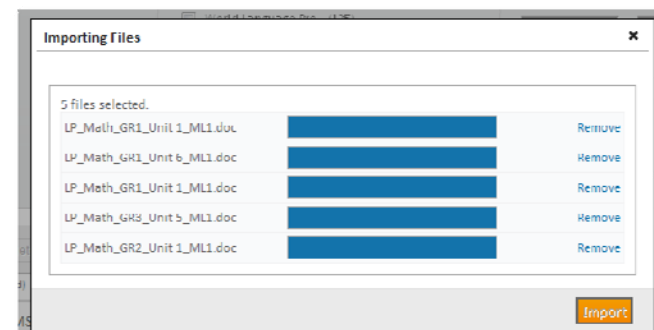 Importing Files ×
5 files selected.
LP_Math_GR1_Unit 1_ML1.doc Remove
LP_Math_GR1_Unit 6_ML1.doc Remove
LP_Math_GR1_Unit 1_ML1.doc Remove
LP_Math_GR3_Unit 5_ML1.doc Remove
LP_Math_GR2_Unit 1_ML1.doc Remove
Import